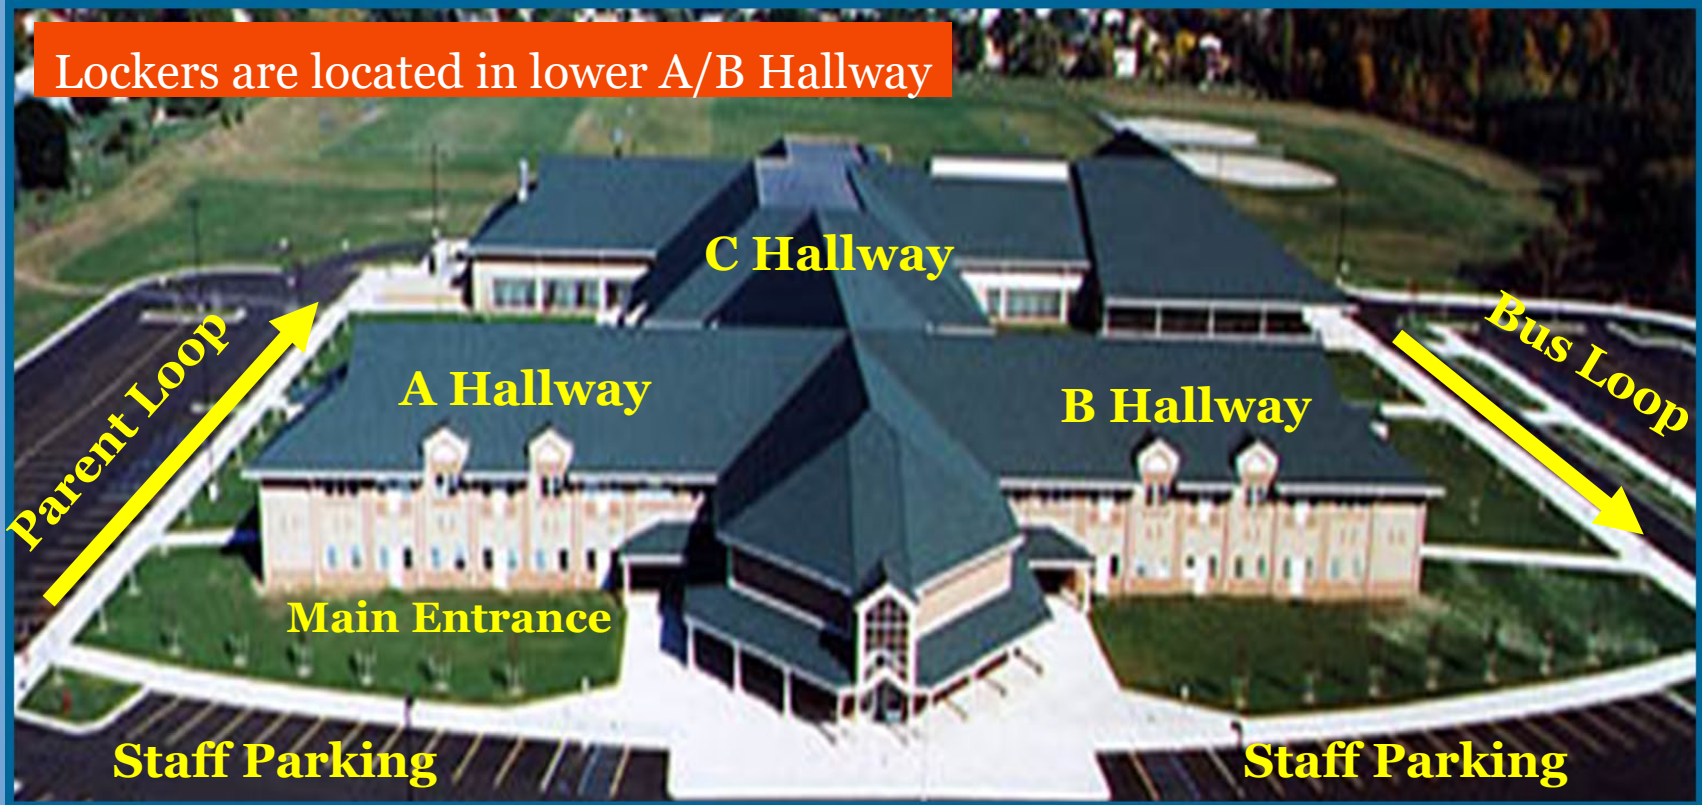 Lockers are located in lower A/B Hallway
C Hallway
Parent Loop
Bus Loop
A Hallway
B Hallway
Main Entrance
Staff Parking
Staff Parking